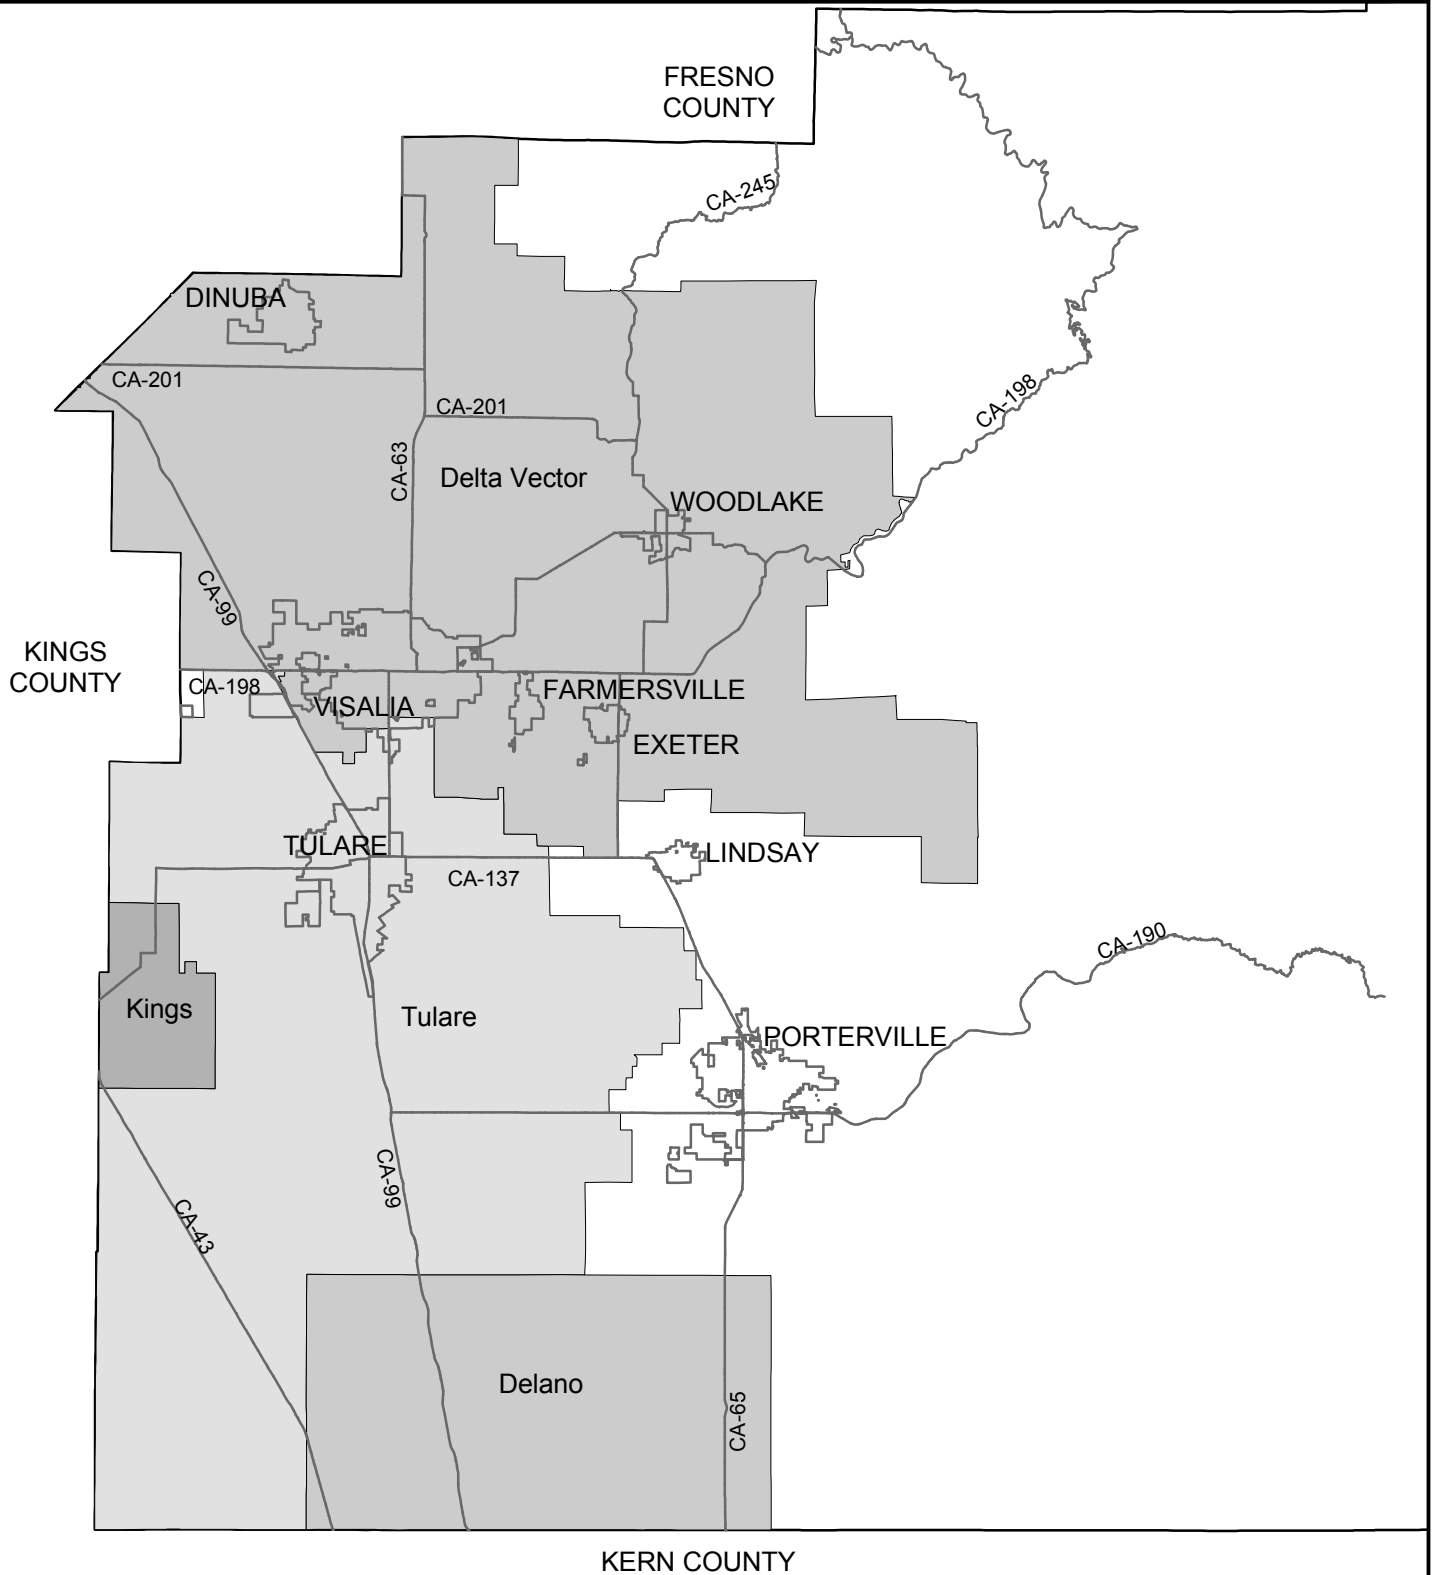 FRESNO
COUNTY
CA-245
DINUBA
CA-201
CA-198
CA-201
CA-63
Delta Vector
WOODLAKE
CA-99
KINGS
COUNTY
CA-198
FARMERSVILLE
VISALIA
EXETER
TULARE
LINDSAY
CA-137
CA-190
Kings
Tulare
PORTERVILLE
CA-99
CA-43
Delano
CA-65
KERN COUNTY